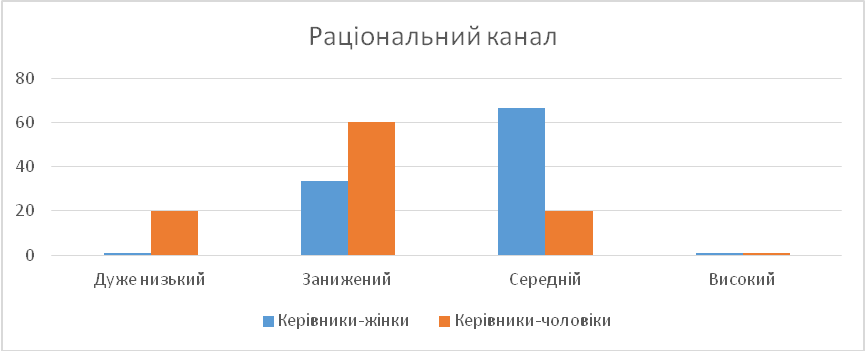 Раціональний канал
80
60
40
20
0
Дуже низький Занижений Середній Високий
Керівники-жінки Керівники-чоловіки